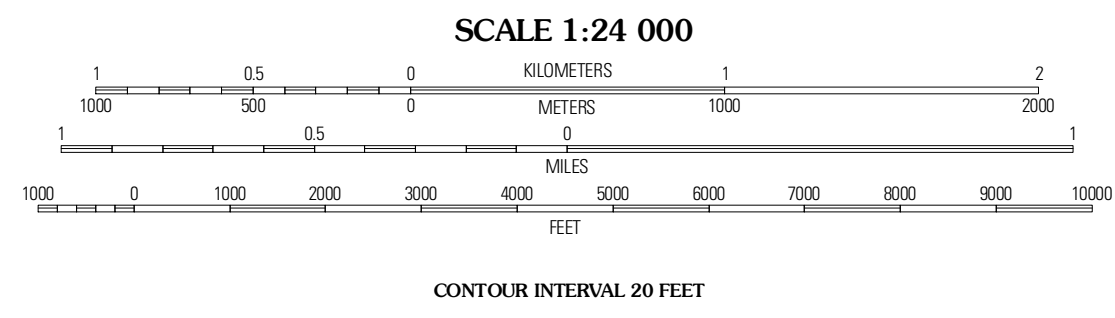 SCALE 1:24 000
1 0.5 0 KILOMETERS 1 2
1000 500 0 METERS 1000 2000
1 0.5 0 1
MILES
1000 0 1000 2000 3000 4000 5000 6000 7000 8000 9000 10000
FEET
CONTOUR INTERVAL 20 FEET